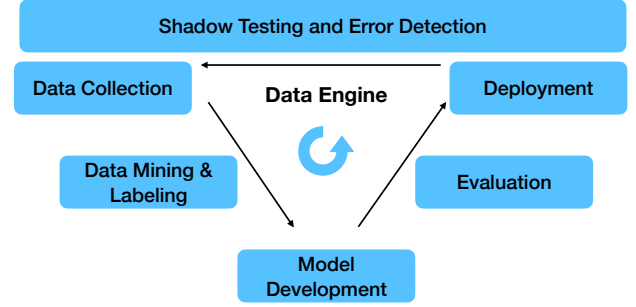 Shadow Testing and Error Detection
Data Collection
Data Engine
Deployment
Data Mining &
Labeling
Evaluation
Model
Development